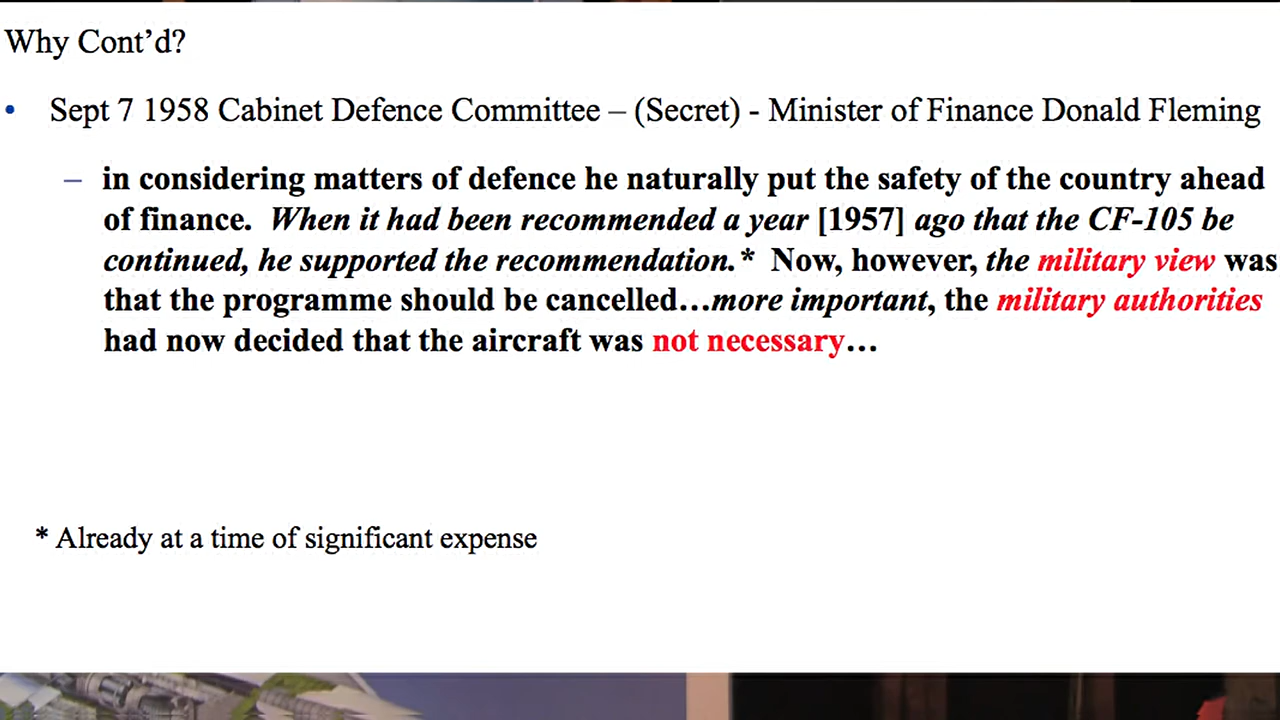 Why Cont’d?
• Sept 7 1958 Cabinet Defence Committee – (Secret) - Minister of Finance Donald Fleming
– in considering matters of defence he naturally put the safety of the country ahead
of finance. When it had been recommended a year [1957] ago that the CF-105 be
continued, he supported the recommendation.* Now, however, the military view was
that the programme should be cancelled…more important, the military authorities
had now decided that the aircraft was not necessary…
* Already at a time of significant expense